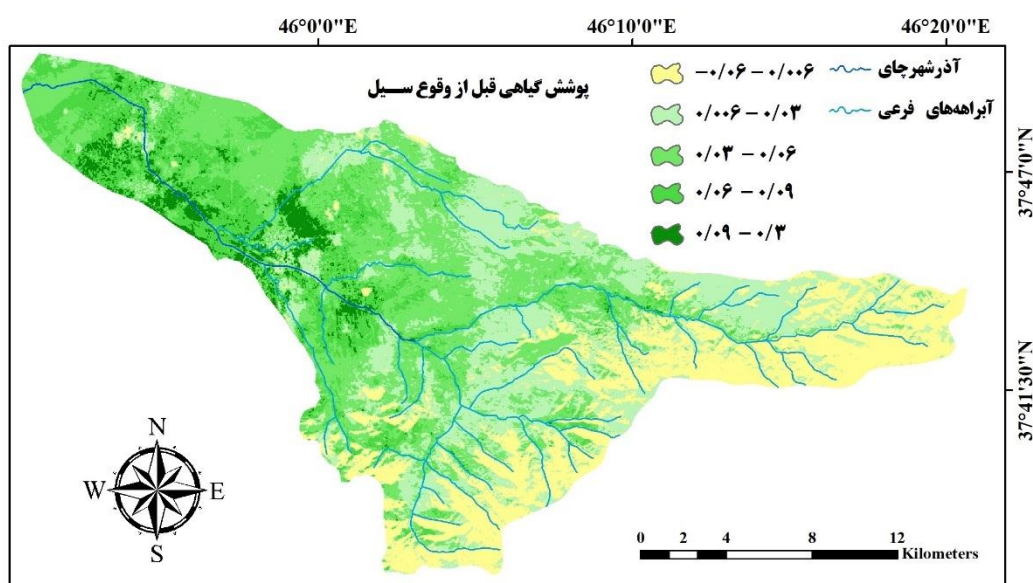 46°0'0"E
46°10'0"E
46°20'0"E
پوشش گیاهی قبل از وقوع سیل
-۰/۰۶ - ۰/۰۰۶
۰/۰۰۶ - ۰/۰۳
۰/۰۳ - ۰/۰۶
۰/۰۶ - ۰/۰۹
۰/۰۹ - ۰/۳
آذرشهرچای
آبراهه‌های فرعی
37°47'0"N
37°41'30"N
N
W
E
S
0 2 4 8 12
Kilometers